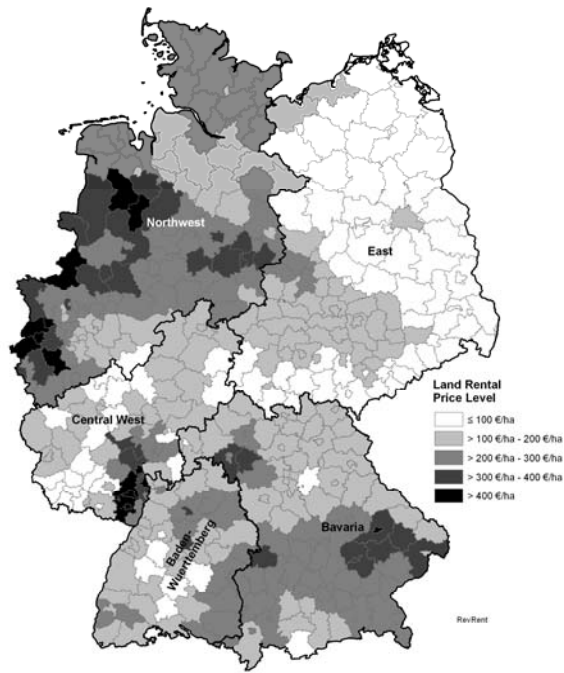 Northwest
East
Land Rental
Price Level
≤ 100 €/ha
> 100 €/ha - 200 €/ha
> 200 €/ha - 300 €/ha
> 300 €/ha - 400 €/ha
> 400 €/ha
Central West
Bavaria
Baden-
Wuerttemberg
RevRent